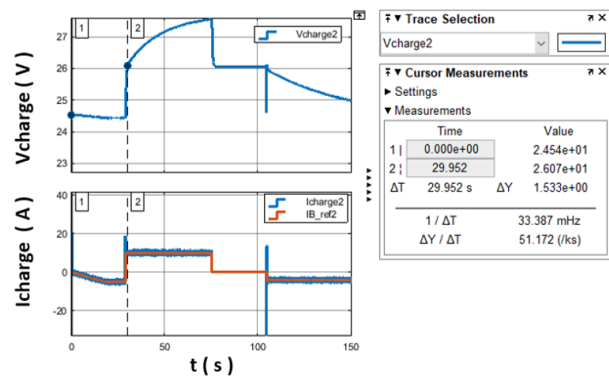 Vcharge ( V )
27
26
25
24
23
1
2
Vcharge2
Icharge ( A )
40
20
0
-20
1
2
Icharge2
IB_ref2
0
50
100
150
t ( s )
Trace Selection
Vcharge2
Cursor Measurements
Settings
Measurements
Time Value
1 0.000e+00 2.454e+01
2 29.952 2.607e+01
ΔT 29.952 s ΔY 1.533e+00
1 / ΔT 33.387 mHz
ΔY / ΔT 51.172 (/ks)